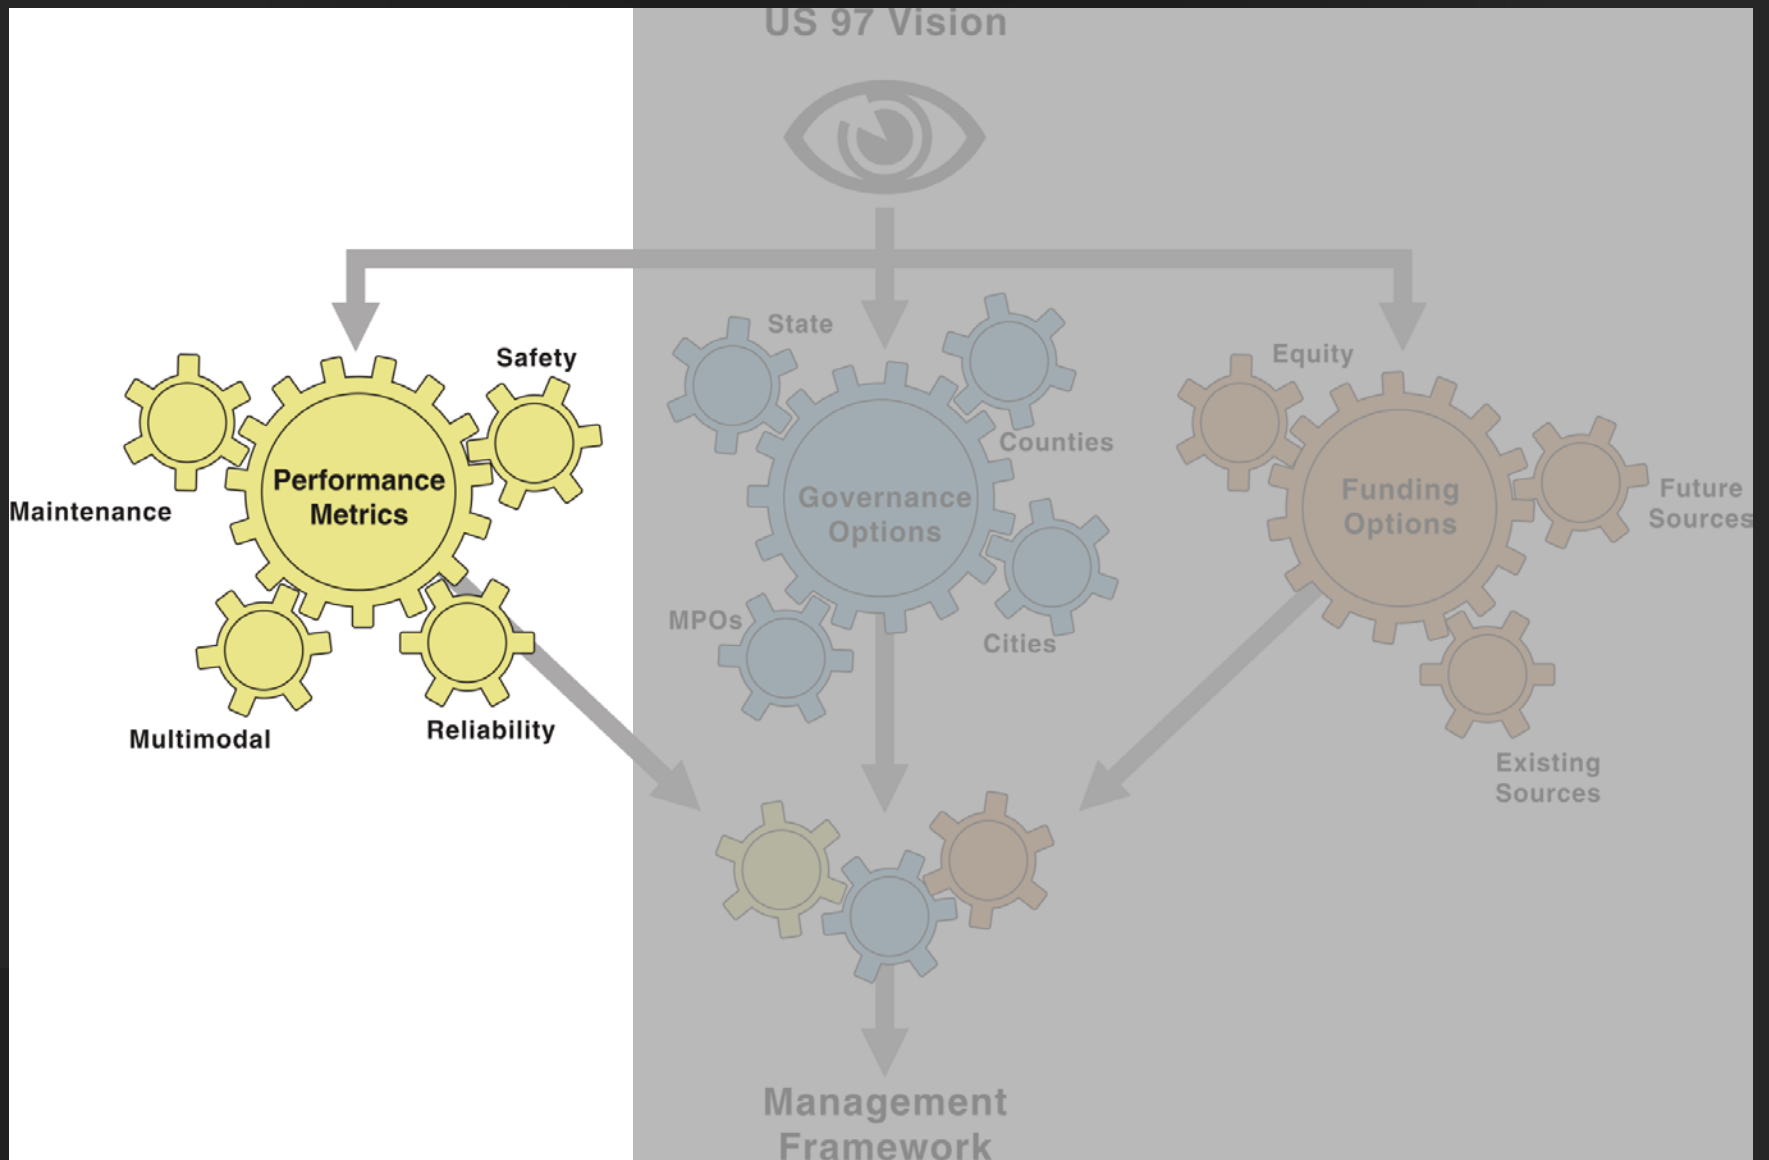 US 97 Vision
State
Counties
Governance
Options
MPOs
Cities
Safety
Performance
Metrics
Maintenance
Multimodal
Reliability
Equity
Funding
Options
Future
Sources
Existing
Sources
Management
Framework